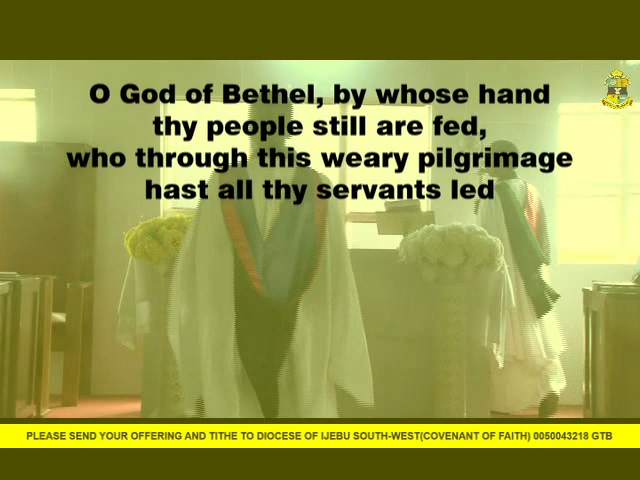 O God of Bethel, by whose hand
thy people still are fed,
who through this weary pilgrimage
hast all thy servants led
PLEASE SEND YOUR OFFERING AND TITHE TO DIOCESE OF IJEBU SOUTH-WEST(COVENANT OF FAITH) 0050043218 GTB